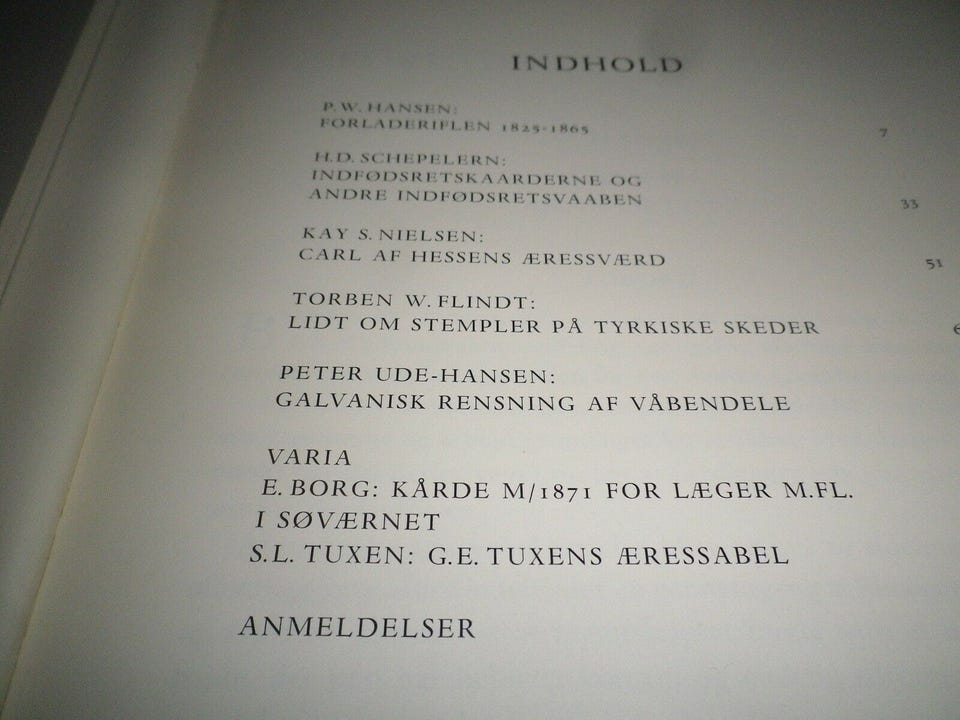 INDHOLD
P. W. HANSEN:
FORLADERIFLEN 1825-1865 7
H. D. SCHEPELERN:
INDFØDSRETSKAARDERNE OG
ANDRE INDFØDSRETSVAABEN 33
KAY S. NIELSEN:
CARL AF HESSENS ÆRESSVÆRD 51
TORBEN W. FLINDT:
LIDT OM STEMPLER PÅ TYRKISKE SKEDER
PETER UDE-HANSEN:
GALVANISK RENSNING AF VÅBENDELE
VARIA
E. BORG: KÅRDE M/1871 FOR LÆGER M.FL.
I SØVÆRNET
S.L. TUXEN: G.E. TUXENS ÆRESSABEL
ANMELDELSER